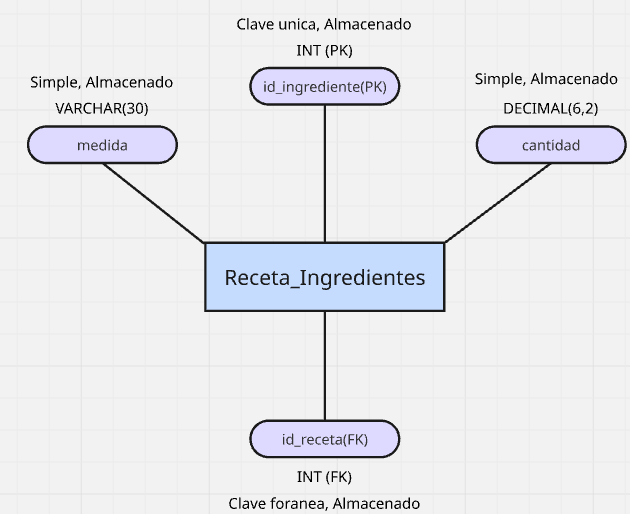 Clave unica, Almacenado
INT (PK)
id_ingrediente(PK)
Simple, Almacenado
VARCHAR(30)
medida
Simple, Almacenado
DECIMAL(6,2)
cantidad
Receta_Ingredientes
id_receta(FK)
INT (FK)
Clave foranea, Almacenado